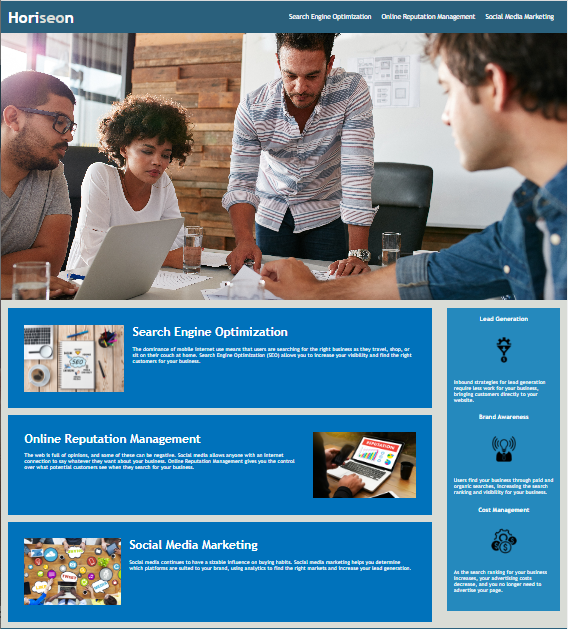 Horiseon
Search Engine Optimization Online Reputation Management Social Media Marketing
SEO
Search Engine Optimization
The dominance of mobile internet use means that users are searching for the right business as they travel, shop, or
sit on their couch at home. Search Engine Optimization (SEO) allows you to increase your visibility and find the right
customers for your business.
Online Reputation Management
The web is full of opinions, and some of these can be negative. Social media allows anyone with an internet
connection to say whatever they want about your business. Online Reputation Management gives you the control
over what potential customers see when they search for your business.
REPUTATION
Social Media Marketing
Social media continues to have a sizable influence on buying habits. Social media marketing helps you determine
which platforms are suited to your brand, using analytics to find the right markets and increase your lead generation.
Lead Generation
Inbound strategies for lead generation
require less work for your business,
bringing customers directly to your
website.
Brand Awareness
Users find your business through paid and
organic searches, increasing the search
ranking and visibility for your business.
Cost Management
As the search ranking for your business
increases, your advertising costs
decrease, and you no longer need to
advertise your page.